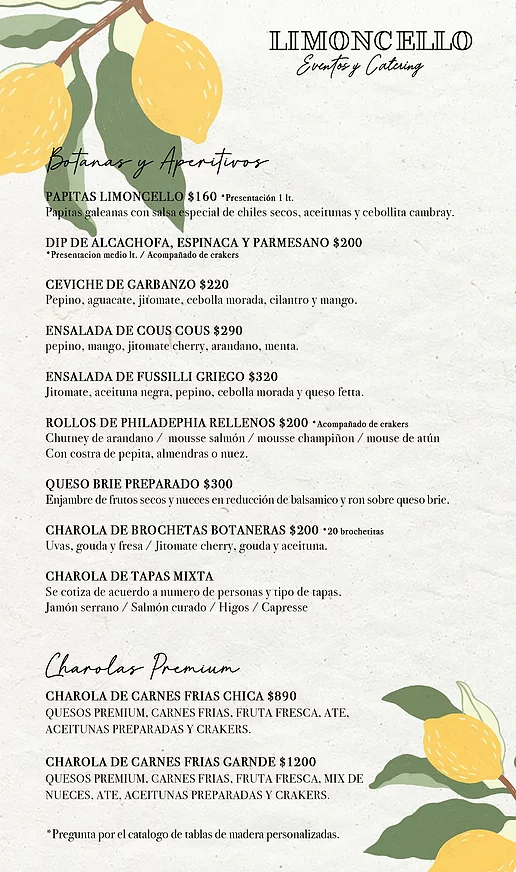 LIMONCELLO
Eventos y Catering
Botanas y Aperitivos
PAPITAS LIMONCELLO $160 *Presentación 1 lt.
Papitas galeanas con salsa especial de chiles secos, aceitunas y cebollita cambray.
DIP DE ALCACHOFA, ESPINACA Y PARMESANO $200
*Presentacion medio lt. / Acompañado de crakers
CEVICHE DE GARBANZO $220
Pepino, aguacate, jitomate, cebolla morada, cilantro y mango.
ENSALADA DE COUS COUS $290
pepino, mango, jitomate cherry, arandano, menta.
ENSALADA DE FUSSILLI GRIEGO $320
Jitomate, aceituna negra, pepino, cebolla morada y queso fetta.
ROLLOS DE PHILADEPHIA RELLENOS $200 *Acompañado de crakers
Chutney de arandano / mousse salmón / mousse champiñon / mouse de atún
Con costra de pepita, almendras o nuez.
QUESO BRIE PREPARADO $300
Enjambre de frutos secos y nueces en reducción de balsamico y ron sobre queso brie.
CHAROLA DE BROCHETAS BOTANERAS $200 *20 brochetitas
Uvas, gouda y fresa / Jitomate cherry, gouda y aceituna.
CHAROLA DE TAPAS MIXTA
Se cotiza de acuerdo a numero de personas y tipo de tapas.
Jamón serrano / Salmón curado / Higos / Capresse
Charolas Premium
CHAROLA DE CARNES FRIAS CHICA $890
QUESOS PREMIUM, CARNES FRIAS, FRUTA FRESCA, ATE,
ACEITUNAS PREPARADAS Y CRAKERS.
CHAROLA DE CARNES FRIAS GARNDE $1200
QUESOS PREMIUM, CARNES FRIAS, FRUTA FRESCA, MIX DE
NUECES, ATE, ACEITUNAS PREPARADAS Y CRAKERS.
*Pregunta por el catalogo de tablas de madera personalizadas.